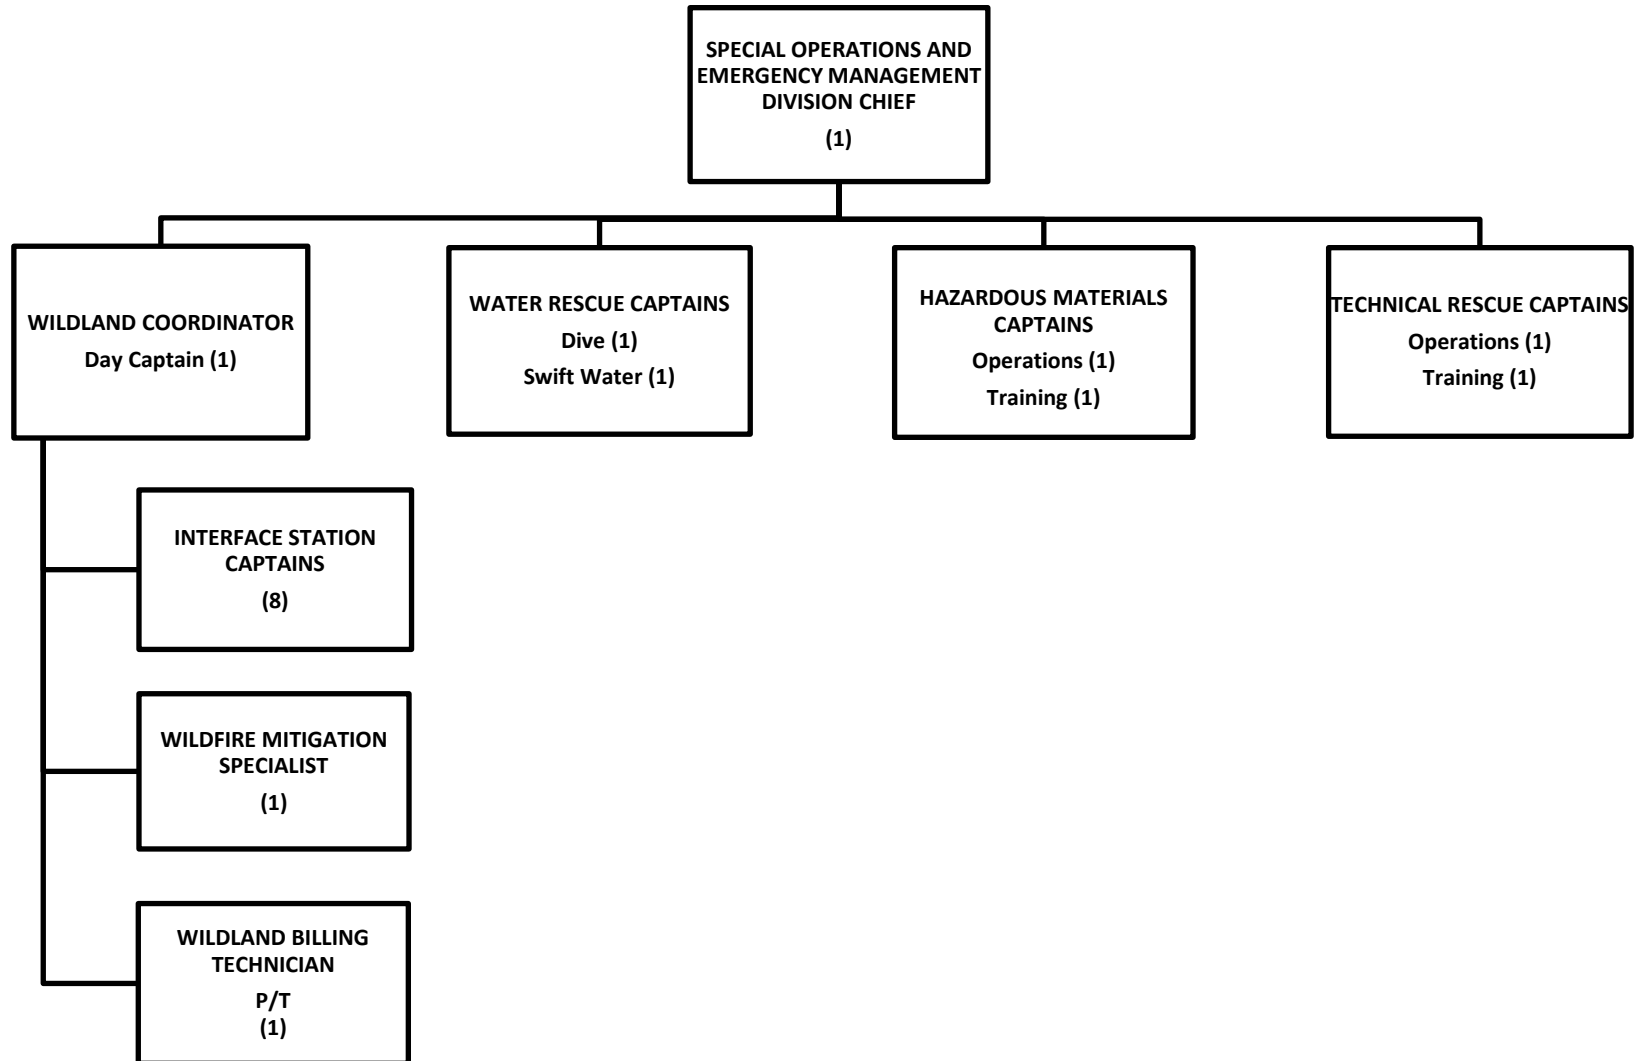 SPECIAL OPERATIONS AND
EMERGENCY MANAGEMENT
DIVISION CHIEF
(1)
WILDLAND COORDINATOR
Day Captain (1)
WATER RESCUE CAPTAINS
Dive (1)
Swift Water (1)
HAZARDOUS MATERIALS
CAPTAINS
Operations (1)
Training (1)
TECHNICAL RESCUE CAPTAINS
Operations (1)
Training (1)
INTERFACE STATION
CAPTAINS
(8)
WILDFIRE MITIGATION
SPECIALIST
(1)
WILDLAND BILLING
TECHNICIAN
P/T
(1)